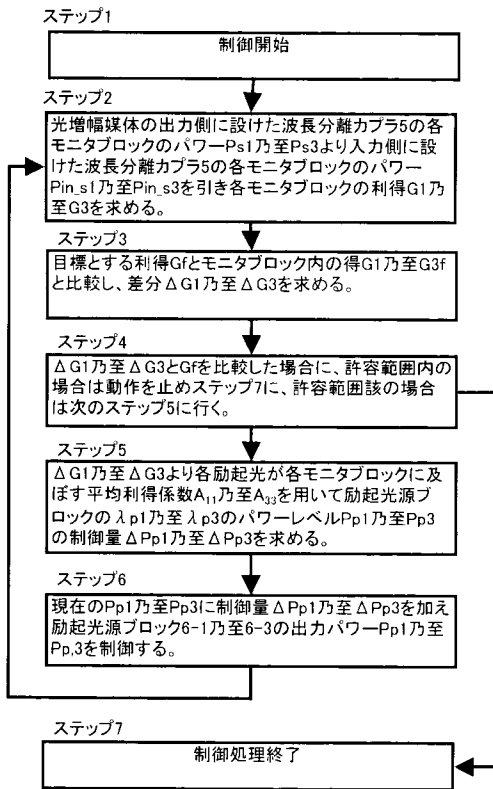 ステップ1
制御開始
ステップ2
光増幅媒体の出力側に設けた波長分離カプラ5の各
モニタブロックのパワーPs1乃至Ps3より入力側に設
けた波長分離カプラ5の各モニタブロックのパワー
Pin_s1乃至Pin_s3を引き各モニタブロックの利得G1乃
至G3を求める。
ステップ3
目標とする利得Gfとモニタブロック内の得G1乃至G3f
と比較し、差分ΔG1乃至ΔG3を求める。
ステップ4
ΔG1乃至ΔG3とGfを比較した場合に、許容範囲内の
場合は動作を止めステップ7に、許容範囲該の場合
は次のステップ5に行く。
ステップ5
ΔG1乃至ΔG3より各励起光が各モニタブロックに及
ぼす平均利得係数A₁₁乃至A₃₃を用いて励起光源ブ
ロックのλp1乃至λp3のパワーレベルPp1乃至Pp3
の制御量ΔPp1乃至ΔPp3を求める。
ステップ6
現在のPp1乃至Pp3に制御量ΔPp1乃至ΔPp3を加え
励起光源ブロック6-1乃至6-3の出力パワーPp1乃至
Pp,3を制御する。
ステップ7
制御処理終了